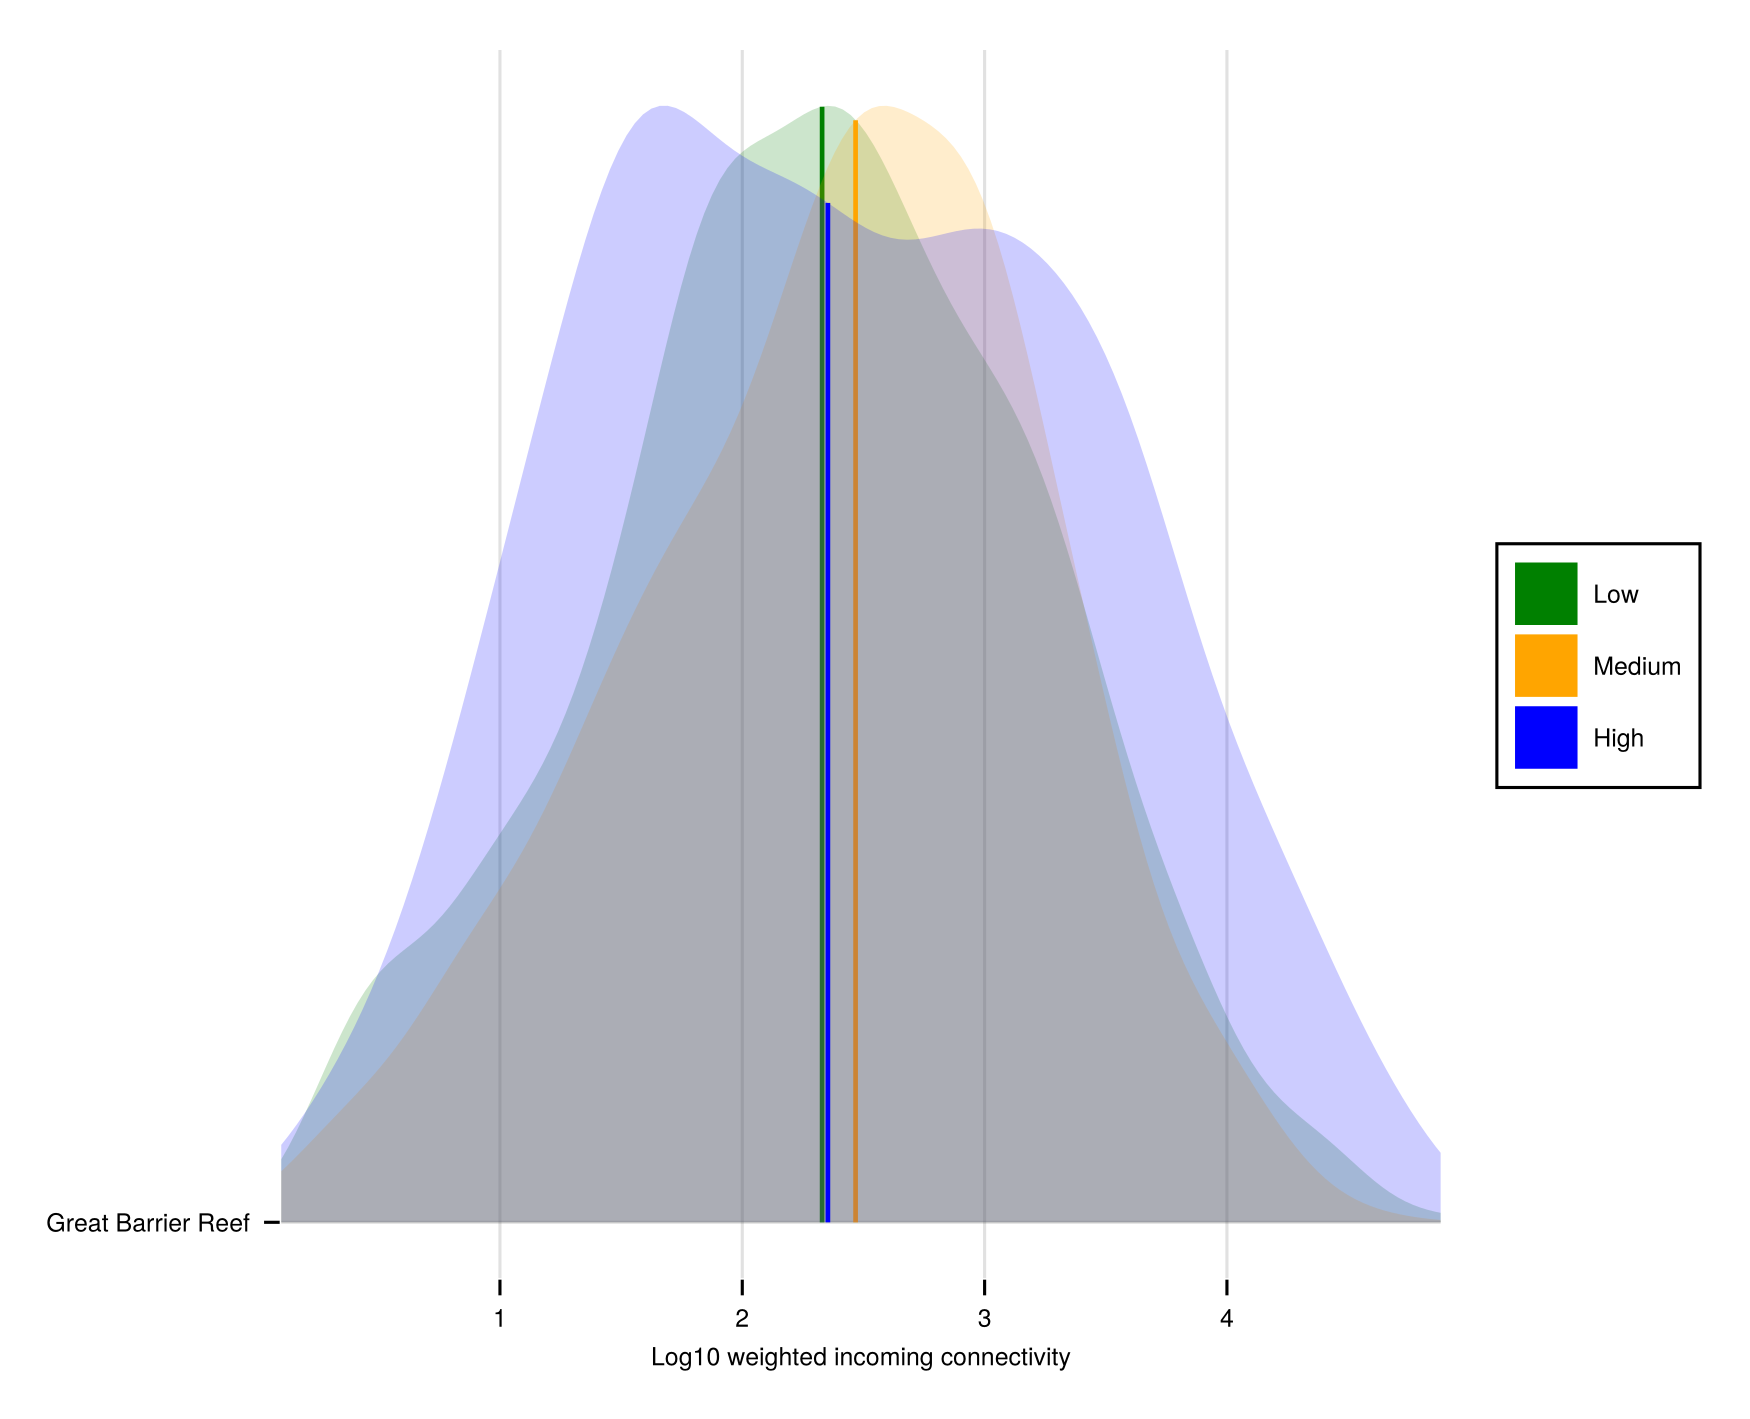 Low
Medium
High
Great Barrier Reef
1 2 3 4
Log10 weighted incoming connectivity